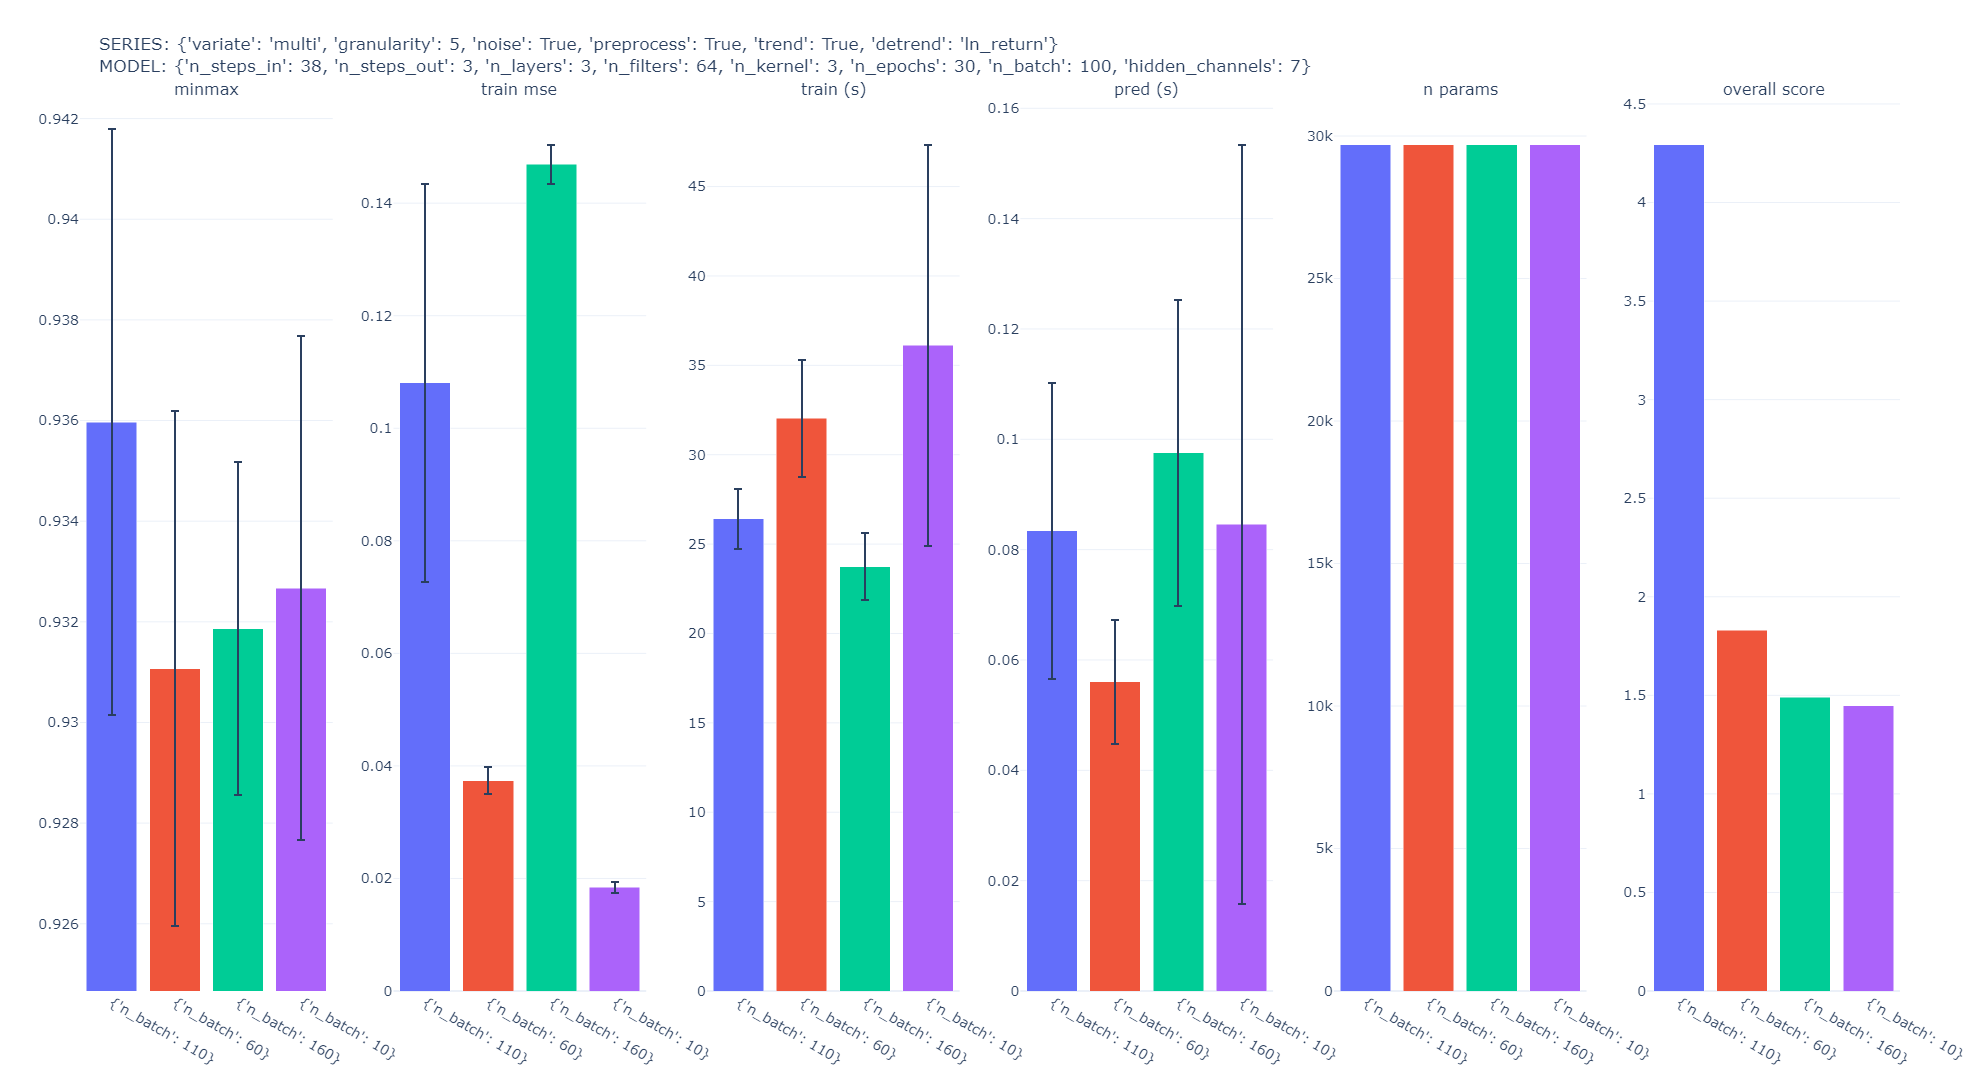 SERIES: {'variate': 'multi', 'granularity': 5, 'noise': True, 'preprocess': True, 'trend': True, 'detrend': 'ln_return'}
MODEL: {'n_steps_in': 38, 'n_steps_out': 3, 'n_layers': 3, 'n_filters': 64, 'n_kernel': 3, 'n_epochs': 30, 'n_batch': 100, 'hidden_channels': 7}
minmax
0.942
0.94
0.938
0.936
0.934
0.932
0.93
0.928
0.926
{'n_batch': 110}
{'n_batch': 60}
{'n_batch': 160}
{'n_batch': 10}
train mse
0.14
0.12
0.1
0.08
0.06
0.04
0.02
0
{'n_batch': 110}
{'n_batch': 60}
{'n_batch': 160}
{'n_batch': 10}
train (s)
45
40
35
30
25
20
15
10
5
0
{'n_batch': 110}
{'n_batch': 60}
{'n_batch': 160}
{'n_batch': 10}
pred (s)
0.16
0.14
0.12
0.1
0.08
0.06
0.04
0.02
0
{'n_batch': 110}
{'n_batch': 60}
{'n_batch': 160}
{'n_batch': 10}
n params
30k
25k
20k
15k
10k
5k
0
{'n_batch': 110}
{'n_batch': 60}
{'n_batch': 160}
{'n_batch': 10}
overall score
4.5
4
3.5
3
2.5
2
1.5
1
0.5
0
{'n_batch': 110}
{'n_batch': 60}
{'n_batch': 160}
{'n_batch': 10}